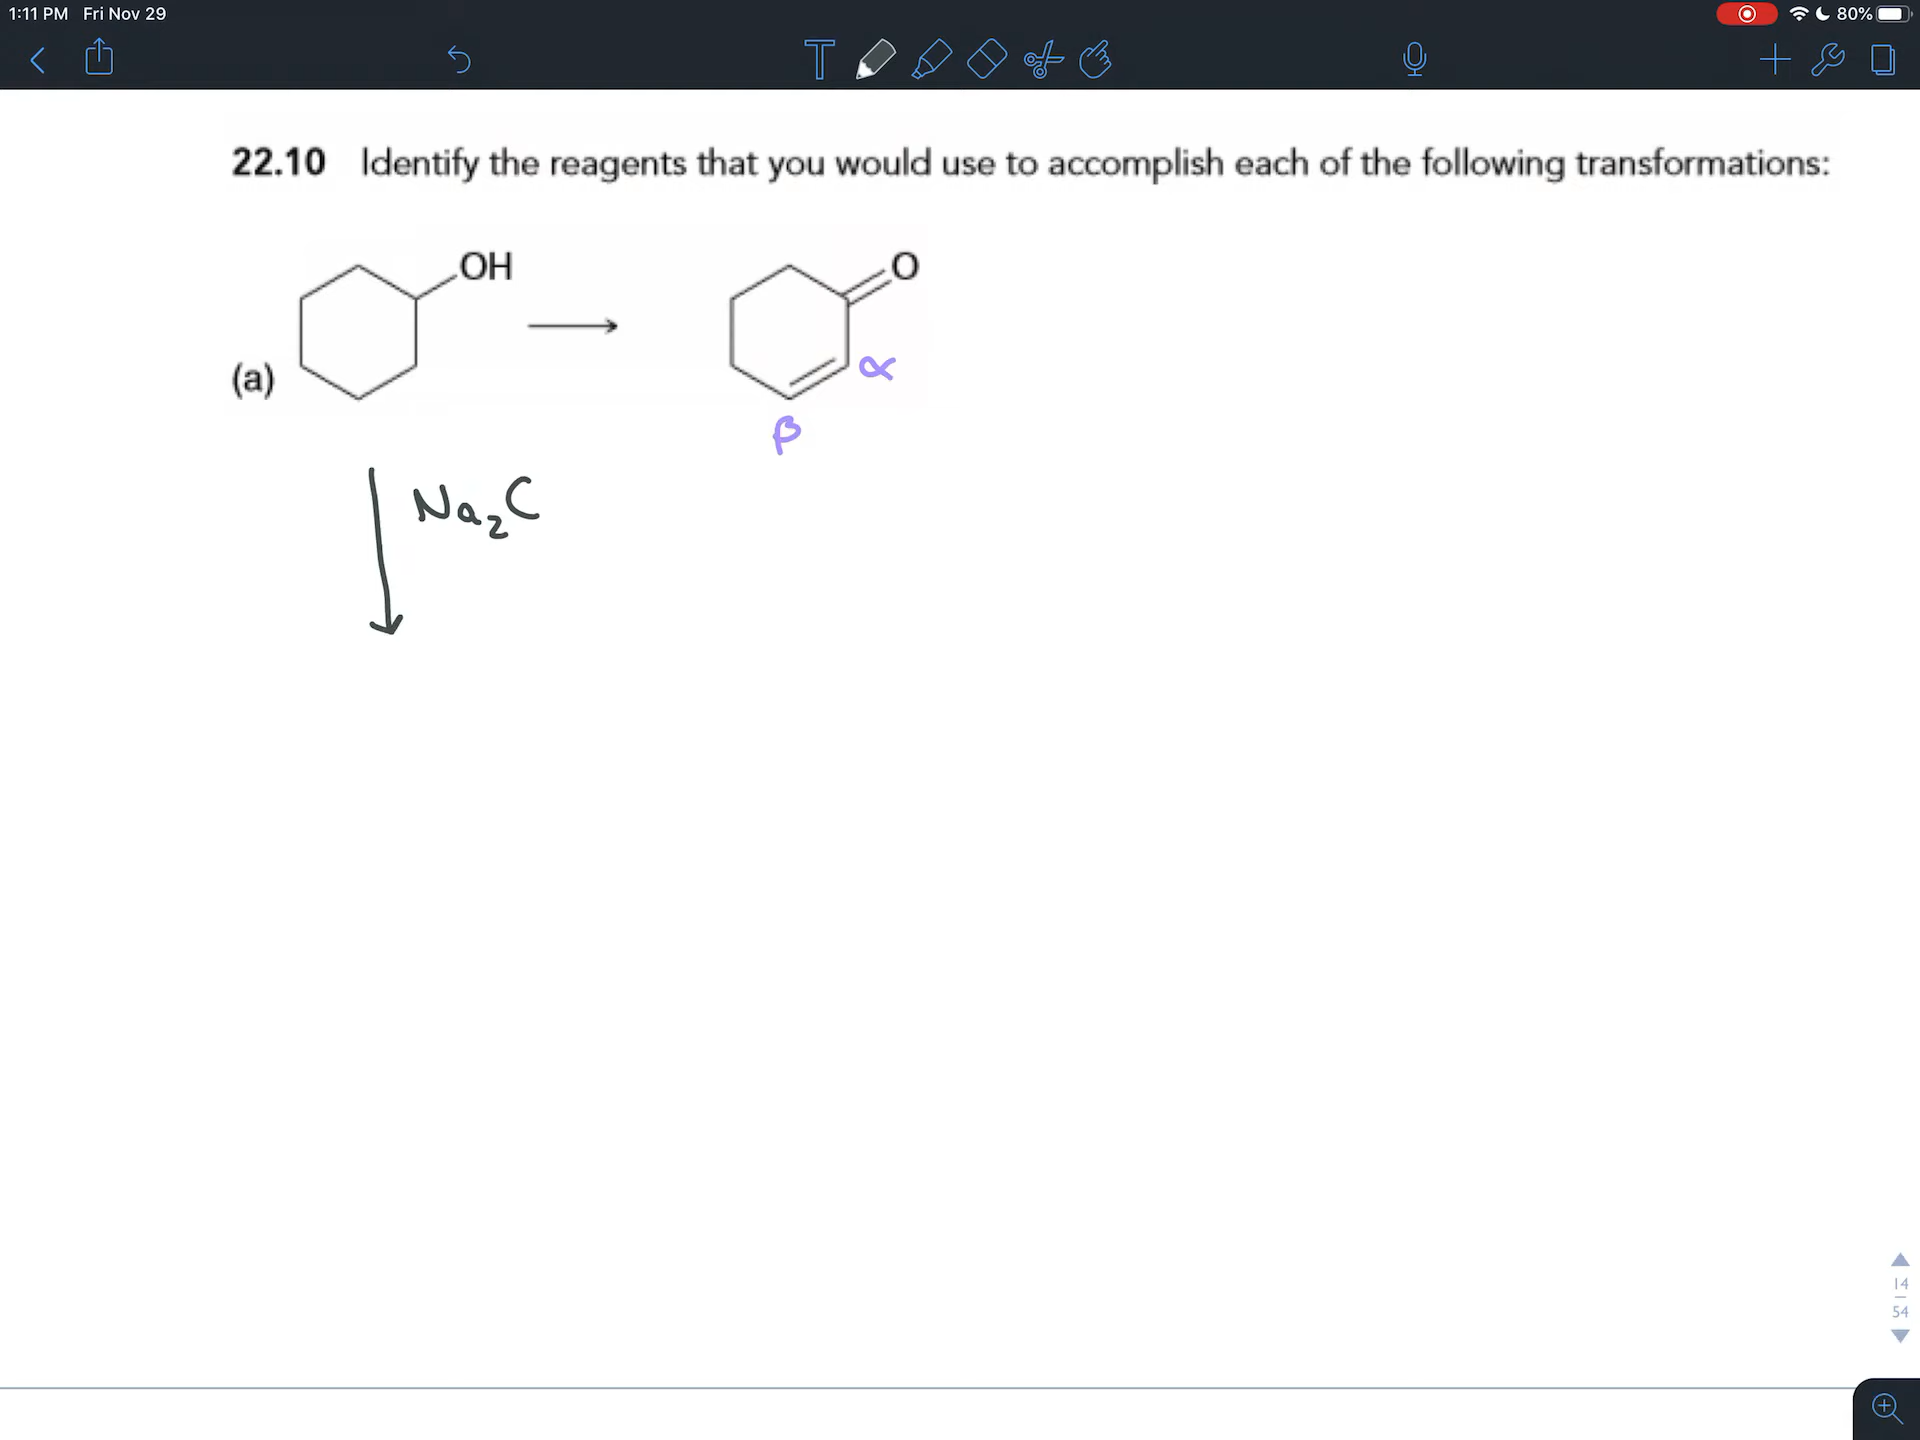 1:11 PM Fri Nov 29
80%
22.10 Identify the reagents that you would use to accomplish each of the following transformations:
OH
O
(a)
α
β
Na₂C
14
54